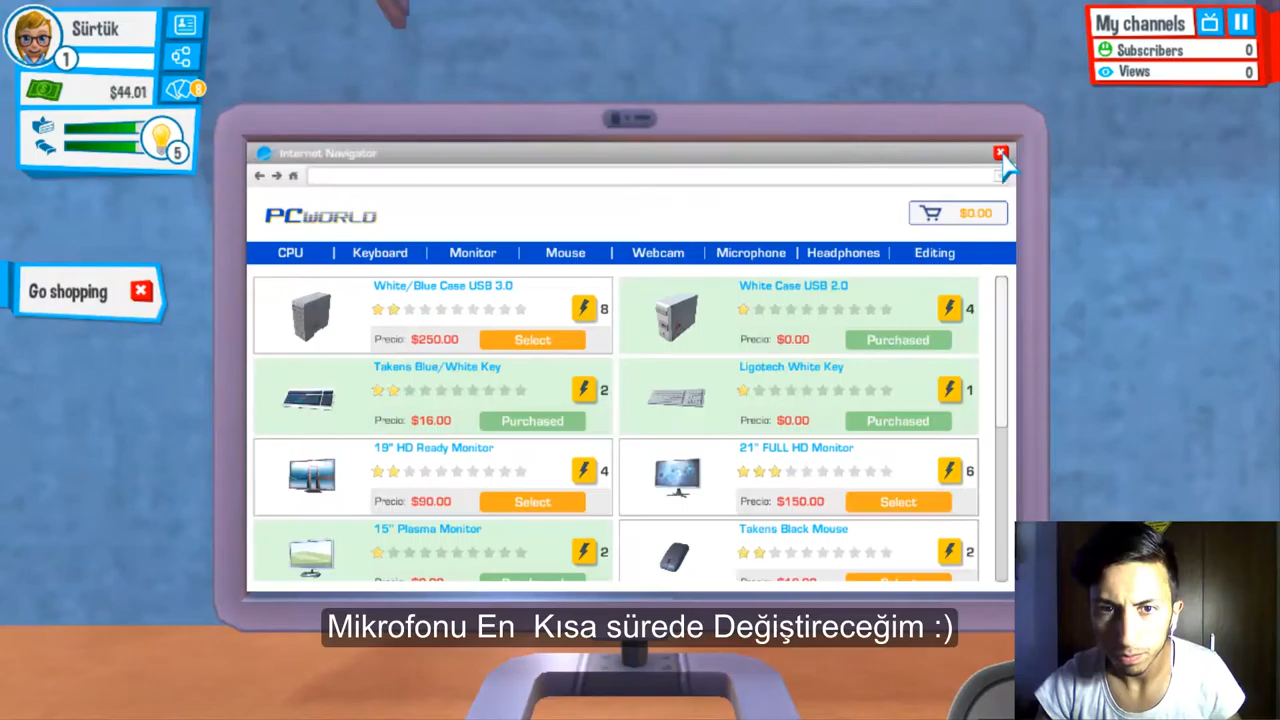 Sürtük
1
$44.01
8
5
My channels
Subscribers 0
Views 0
Go shopping
Internet Navigator
PCWORLD
$0.00
CPU | Keyboard | Monitor | Mouse | Webcam | Microphone | Headphones | Editing
White/Blue Case USB 3.0
8
Precio: $250.00 Select
White Case USB 2.0
4
Precio: $0.00 Purchased
Takens Blue/White Key
2
Precio: $16.00 Purchased
Ligotech White Key
1
Precio: $0.00 Purchased
19" HD Ready Monitor
4
Precio: $90.00 Select
21" FULL HD Monitor
6
Precio: $150.00 Select
15" Plasma Monitor
2
Takens Black Mouse
2
Mikrofonu En Kısa sürede Değiştireceğim :)